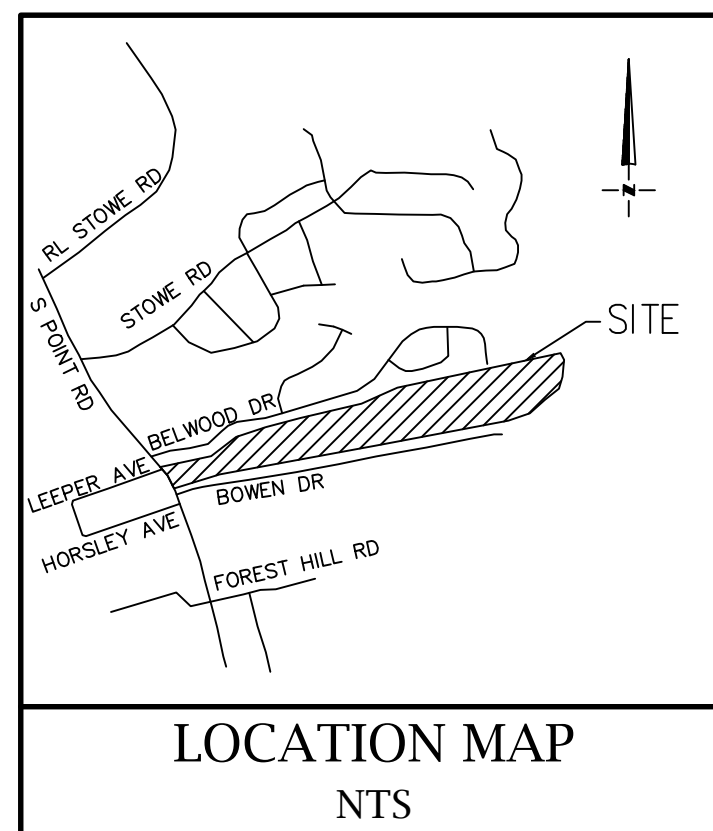 RL STOWE RD
STOWE RD
S POINT RD
N
SITE
BELWOOD DR
LEEPER AVE
BOWEN DR
HORSLEY AVE
FOREST HILL RD
LOCATION MAP
NTS